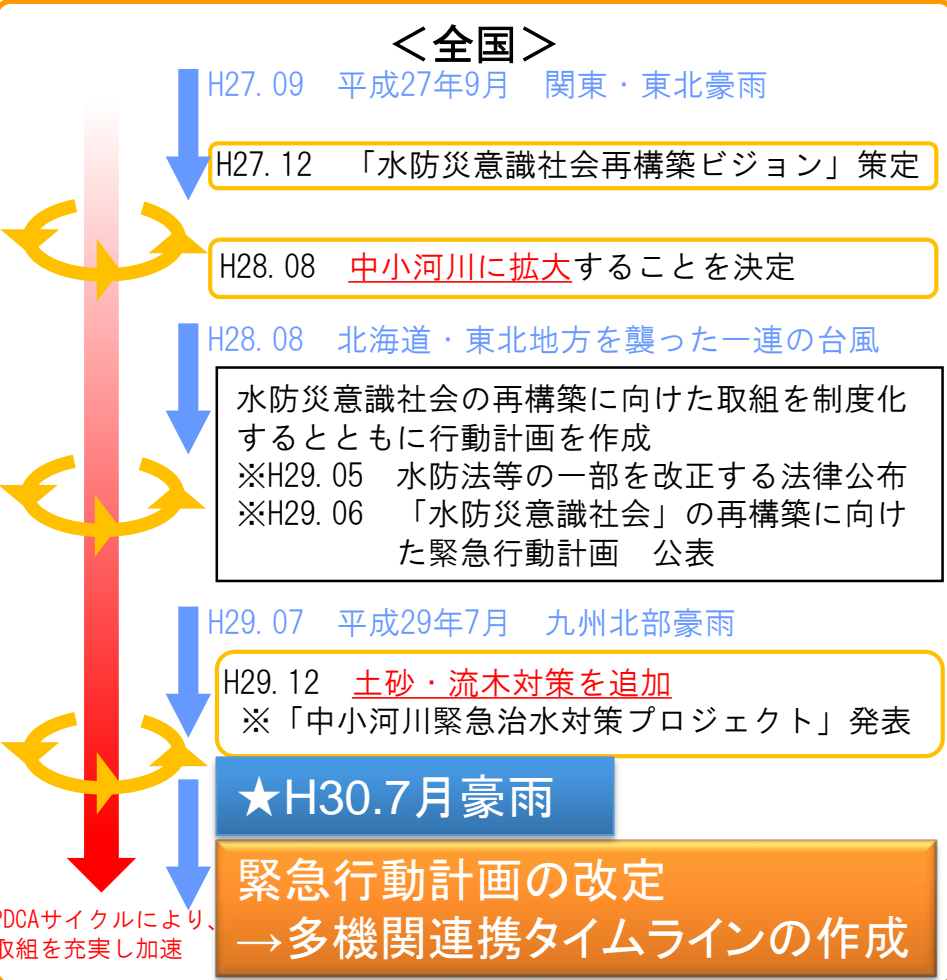 ＜全国＞
H27.09　平成27年9月　関東・東北豪雨
H27.12　「水防災意識社会再構築ビジョン」策定
H28.08　中小河川に拡大することを決定
H28.08　北海道・東北地方を襲った一連の台風
水防災意識社会の再構築に向けた取組を制度化
するとともに行動計画を作成
※H29.05　水防法等の一部を改正する法律公布
※H29.06　「水防災意識社会」の再構築に向け
た緊急行動計画　公表
H29.07　平成29年7月　九州北部豪雨
H29.12　土砂・流木対策を追加
※「中小河川緊急治水対策プロジェクト」発表
★H30.7月豪雨
緊急行動計画の改定
→多機関連携タイムラインの作成
PDCAサイクルにより、
取組を充実し加速